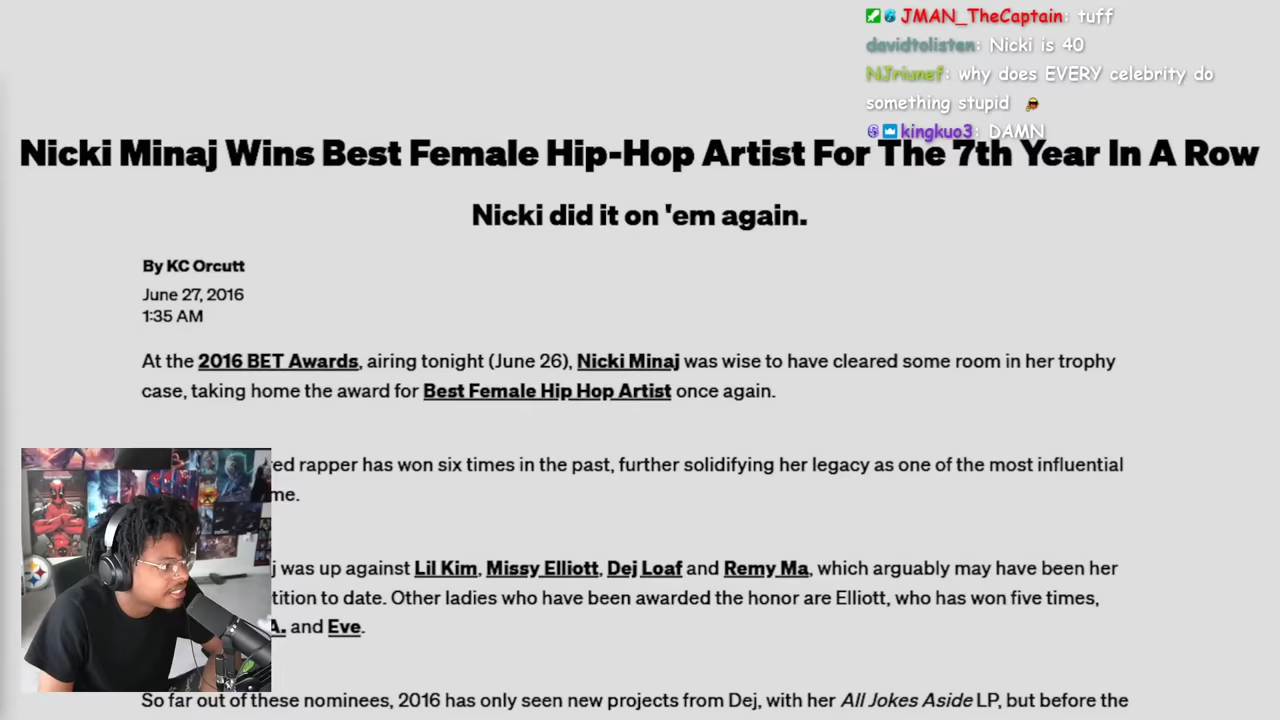 JMAN_TheCaptain: tuff
davidtolisten: Nicki is 40
NJriunef: why does EVERY celebrity do
something stupid
kingkuo3: DAMN
Nicki Minaj Wins Best Female Hip-Hop Artist For The 7th Year In A Row
Nicki did it on 'em again.
By KC Orcutt
June 27, 2016
1:35 AM
At the 2016 BET Awards, airing tonight (June 26), Nicki Minaj was wise to have cleared some room in her trophy
case, taking home the award for Best Female Hip Hop Artist once again.
red rapper has won six times in the past, further solidifying her legacy as one of the most influential
me.
j was up against Lil Kim, Missy Elliott, Dej Loaf and Remy Ma, which arguably may have been her
tition to date. Other ladies who have been awarded the honor are Elliott, who has won five times,
A. and Eve.
So far out of these nominees, 2016 has only seen new projects from Dej, with her All Jokes Aside LP, but before the